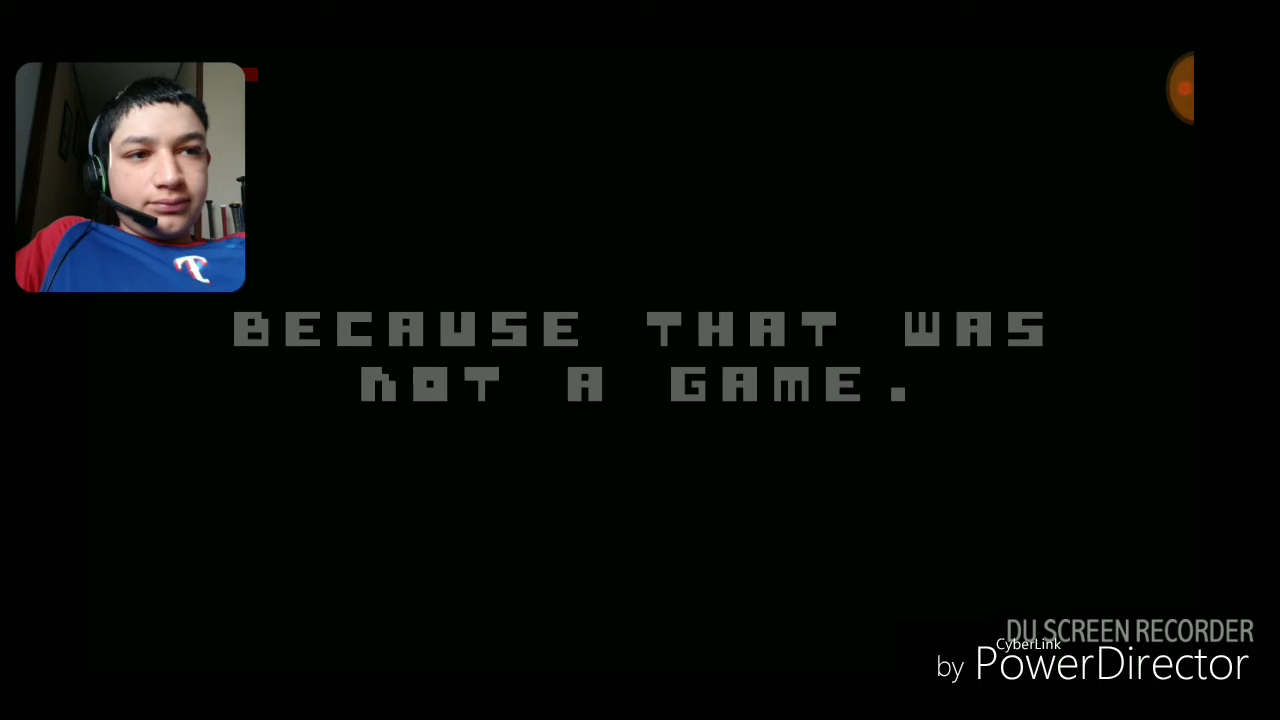 T
BECAUSE THAT WAS
NOT A GAME.
DU SCREEN RECORDER
CyberLink
by PowerDirector